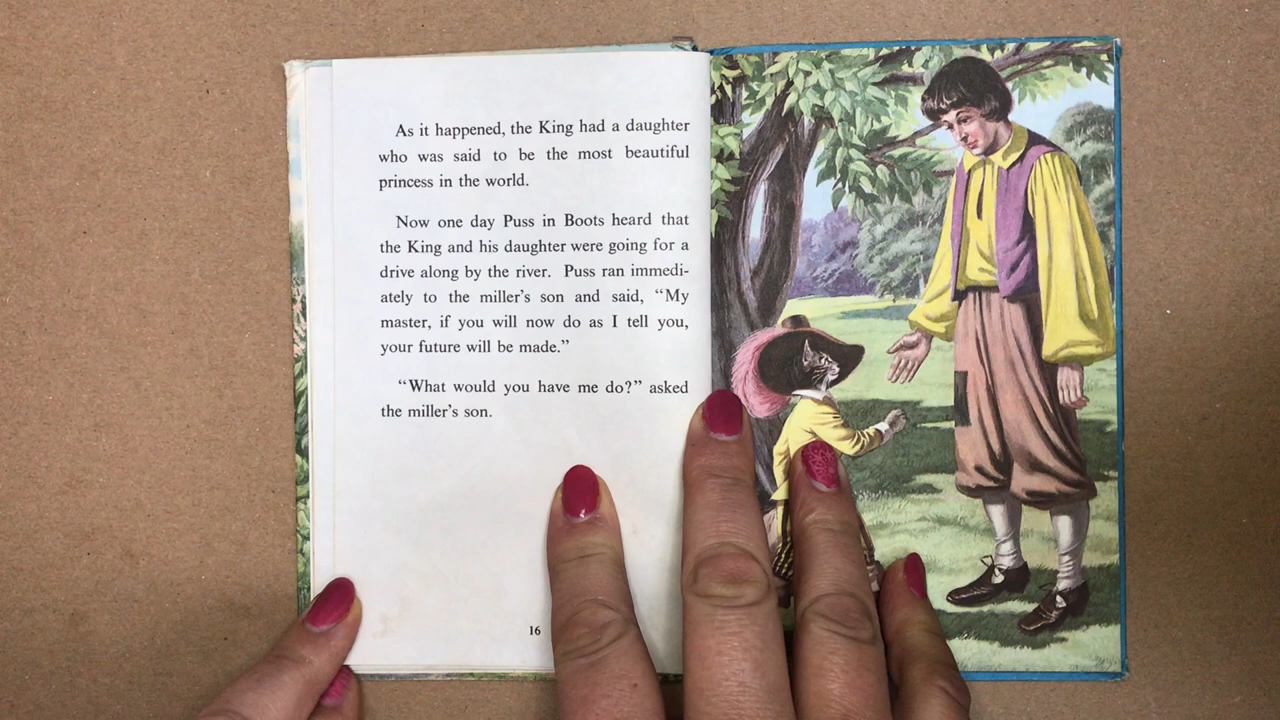 As it happened, the King had a daughter
who was said to be the most beautiful
princess in the world.
Now one day Puss in Boots heard that
the King and his daughter were going for a
drive along by the river. Puss ran immedi-
ately to the miller's son and said, “My
master, if you will now do as I tell you,
your future will be made.”
“What would you have me do?” asked
the miller's son.
16